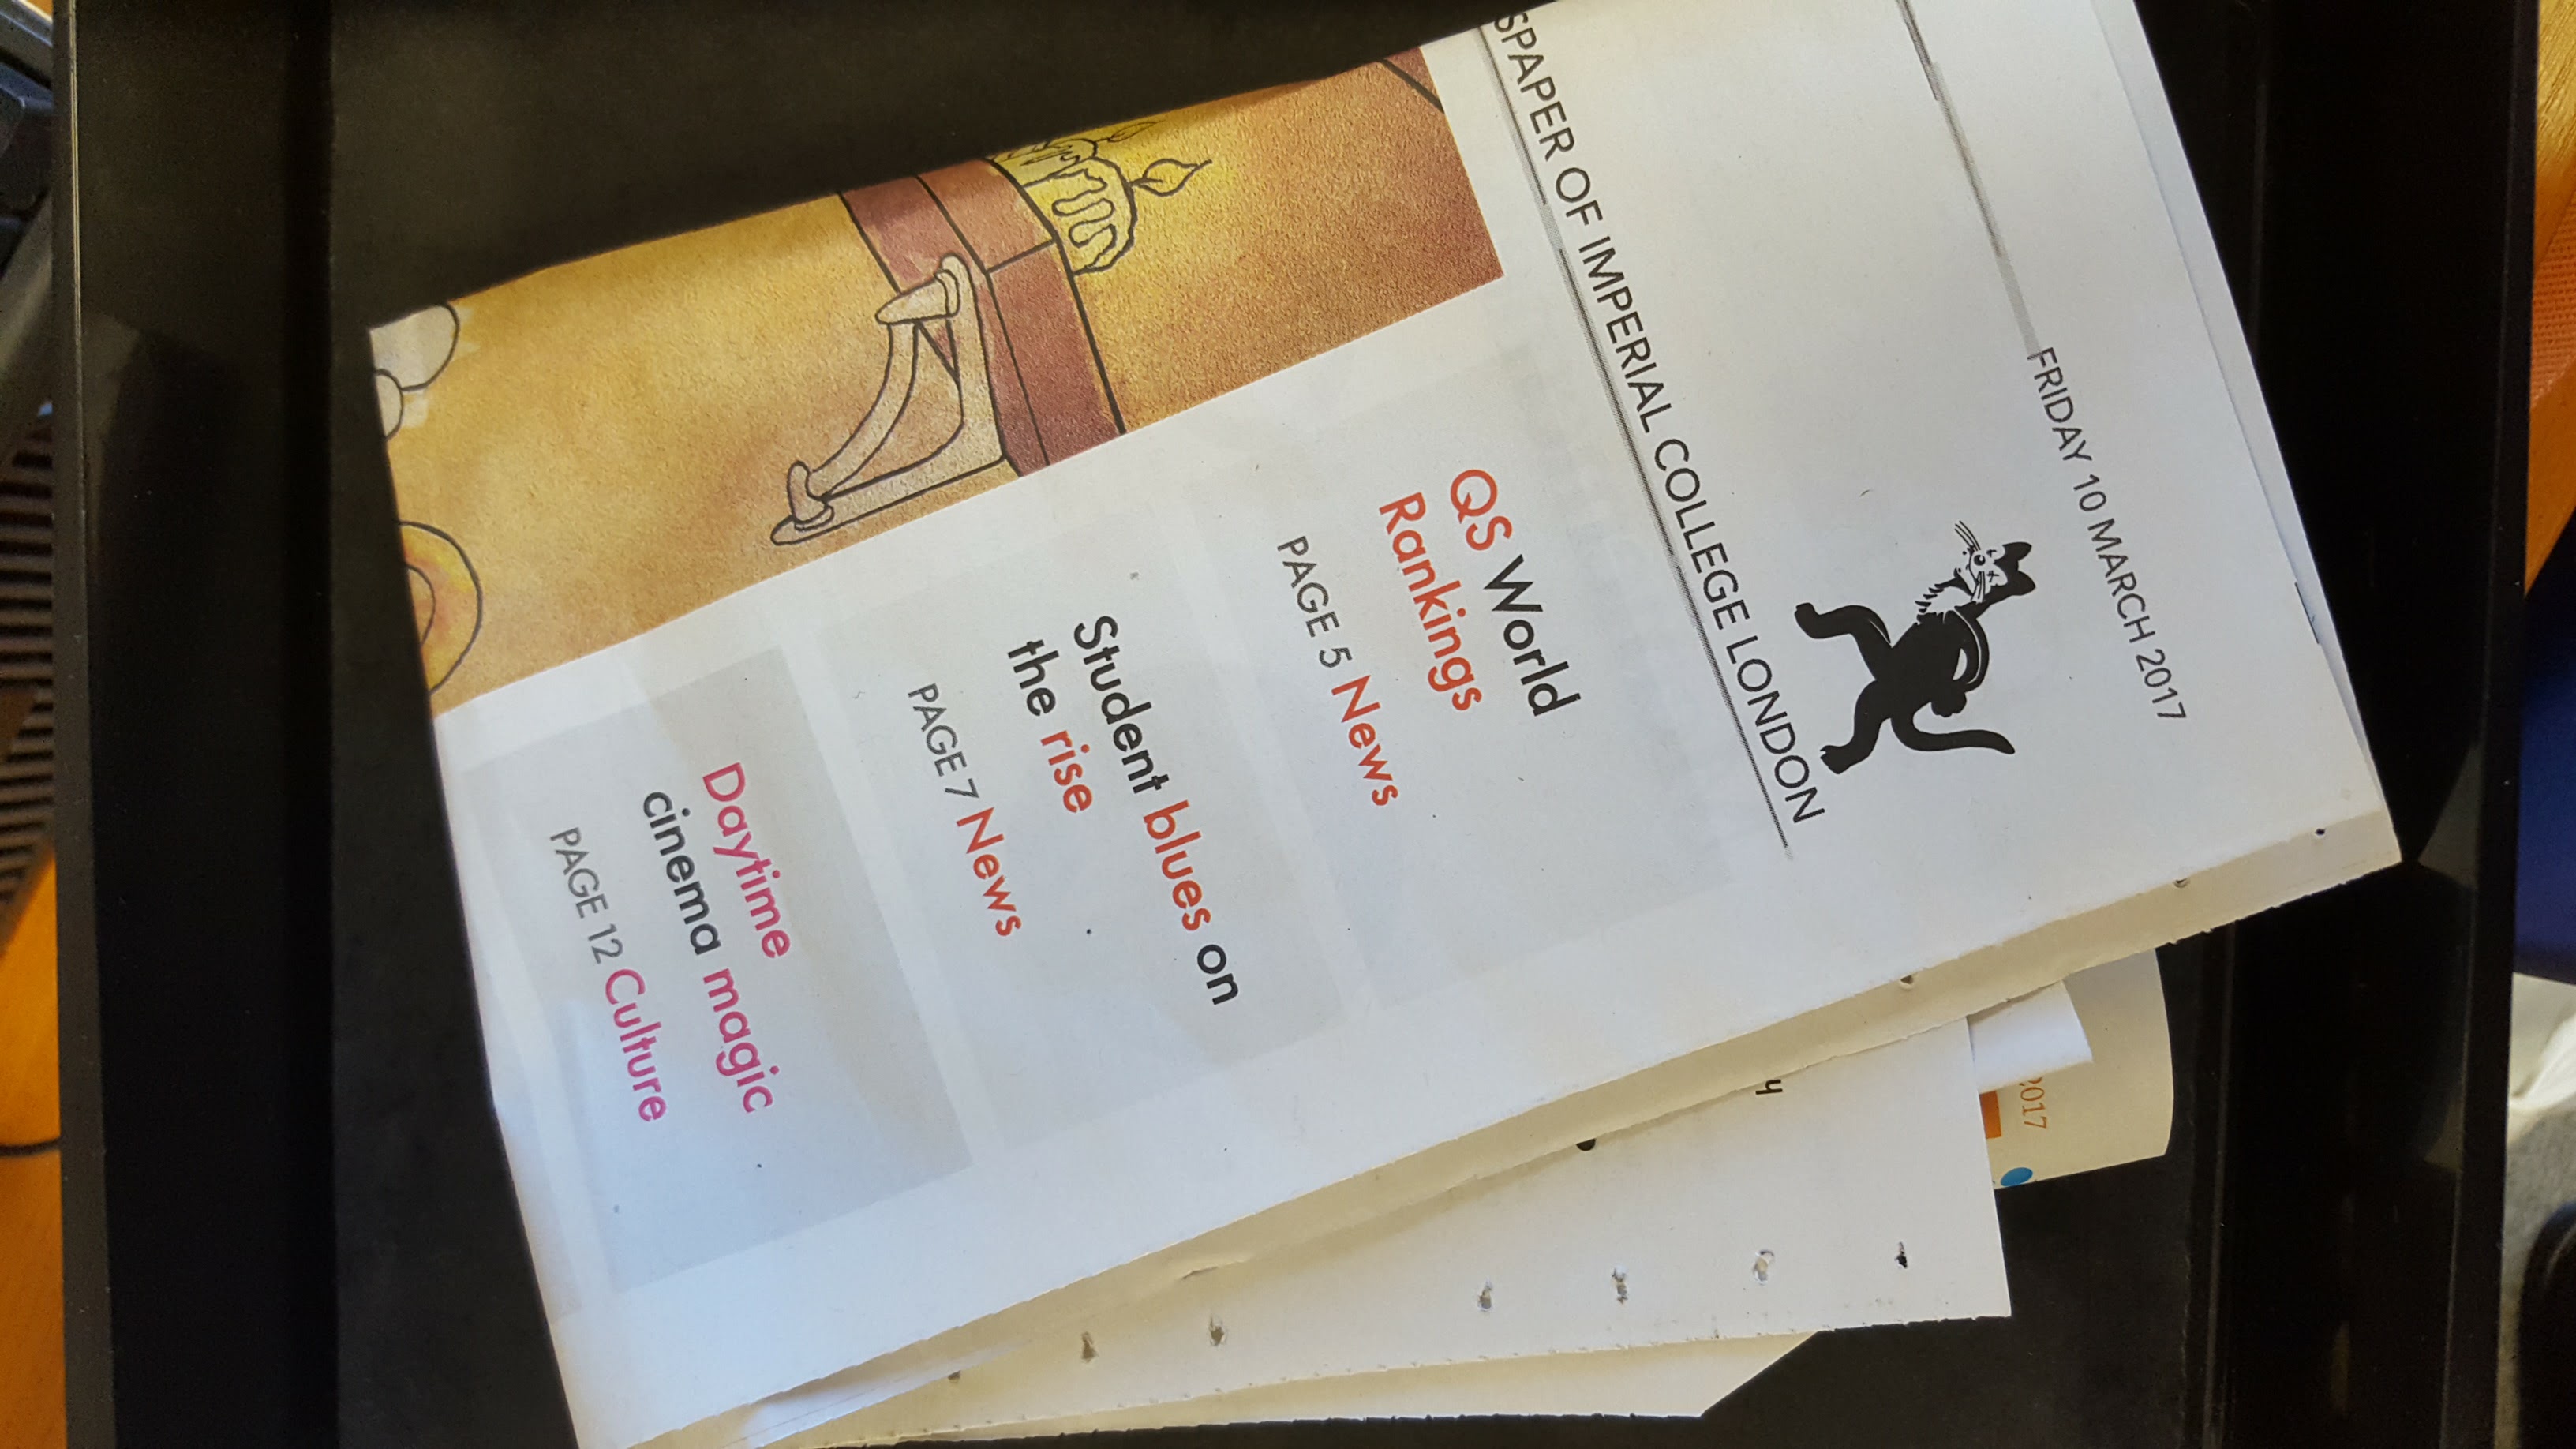 FRIDAY 10 MARCH 2017
SPAPER OF IMPERIAL COLLEGE LONDON
QS World
Rankings
PAGE 5 News
Student blues on
the rise
PAGE 7 News
Daytime
cinema magic
PAGE 12 Culture
2017
h